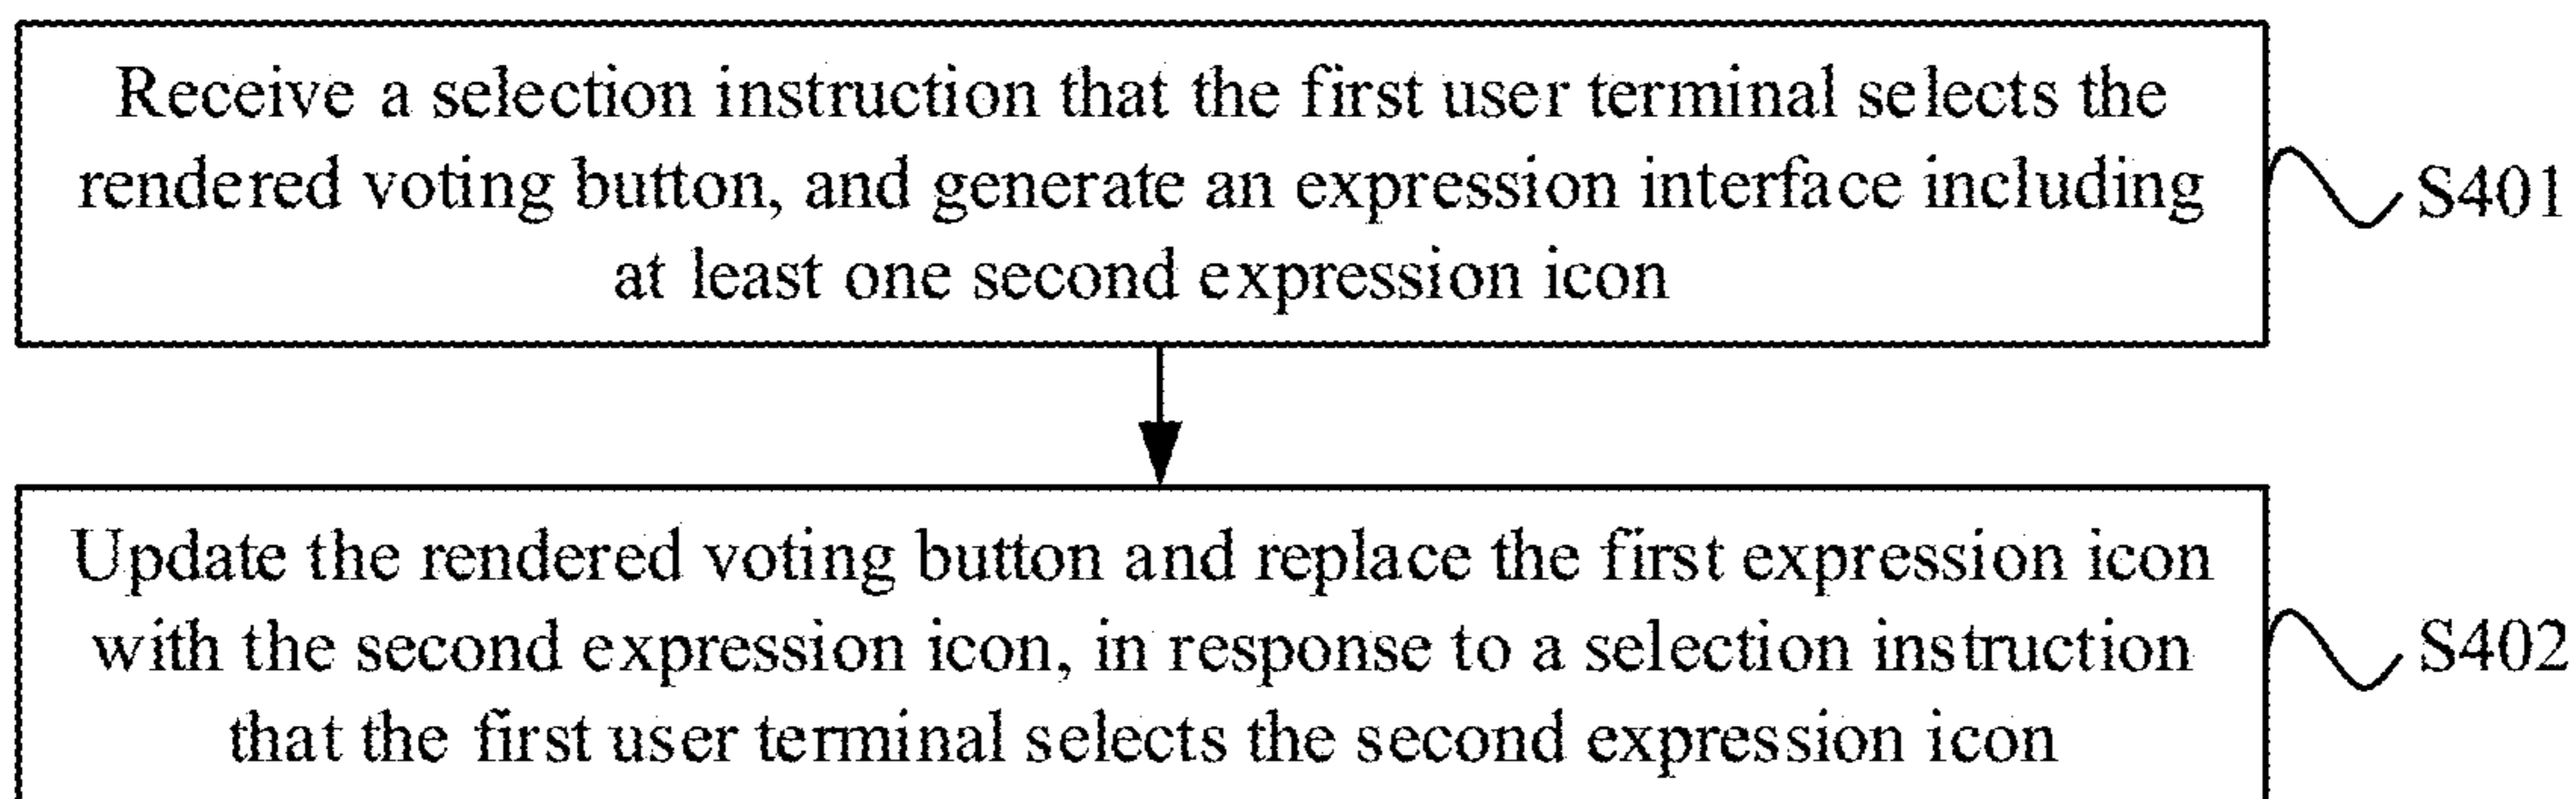 Receive a selection instruction that the first user terminal selects the
rendered voting button, and generate an expression interface including
at least one second expression icon
S401
Update the rendered voting button and replace the first expression icon
with the second expression icon, in response to a selection instruction
that the first user terminal selects the second expression icon
S402